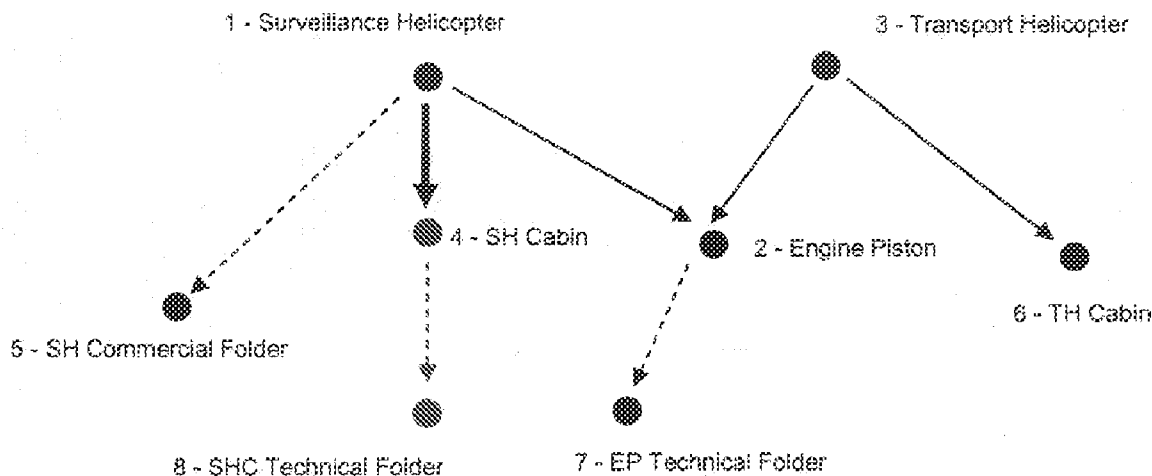 1 - Surveillance Helicopter
3 - Transport Helicopter
4 - SH Cabin
2 - Engine Piston
6 - TH Cabin
5 - SH Commercial Folder
8 - SHC Technical Folder
7 - EP Technical Folder